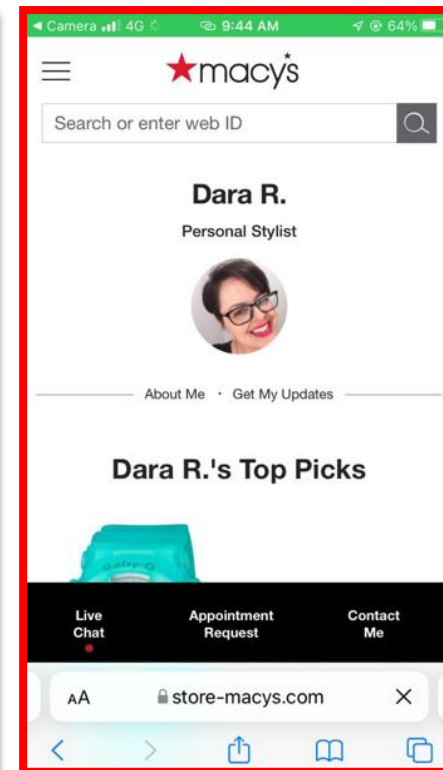 ◀ Camera 4G 9:44 AM 64%
macy's
Search or enter web ID
Dara R.
Personal Stylist
About Me · Get My Updates
Dara R.'s Top Picks
Baby-G
Live Chat
Appointment Request
Contact Me
AA store-macys.com